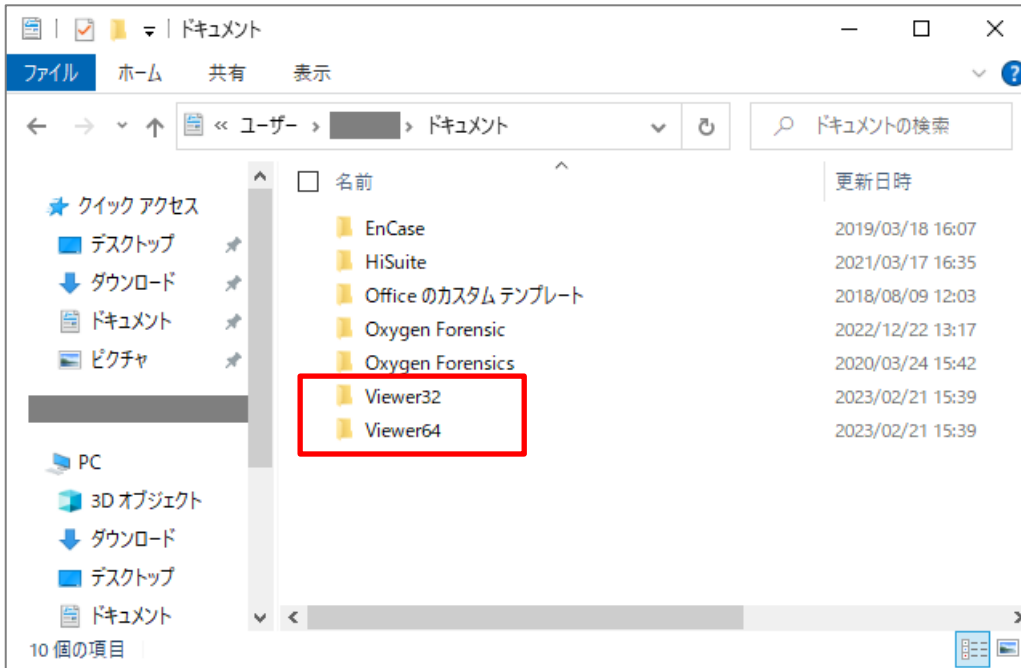 ドキュメント
ファイル ホーム 共有 表示
« ユーザー › › ドキュメント ドキュメントの検索
名前 更新日時
クイック アクセス
デスクトップ
ダウンロード
ドキュメント
ピクチャ
PC
3D オブジェクト
ダウンロード
デスクトップ
ドキュメント
EnCase 2019/03/18 16:07
HiSuite 2021/03/17 16:35
Office のカスタム テンプレート 2018/08/09 12:03
Oxygen Forensic 2022/12/22 13:17
Oxygen Forensics 2020/03/24 15:42
Viewer32 2023/02/21 15:39
Viewer64 2023/02/21 15:39
10 個の項目